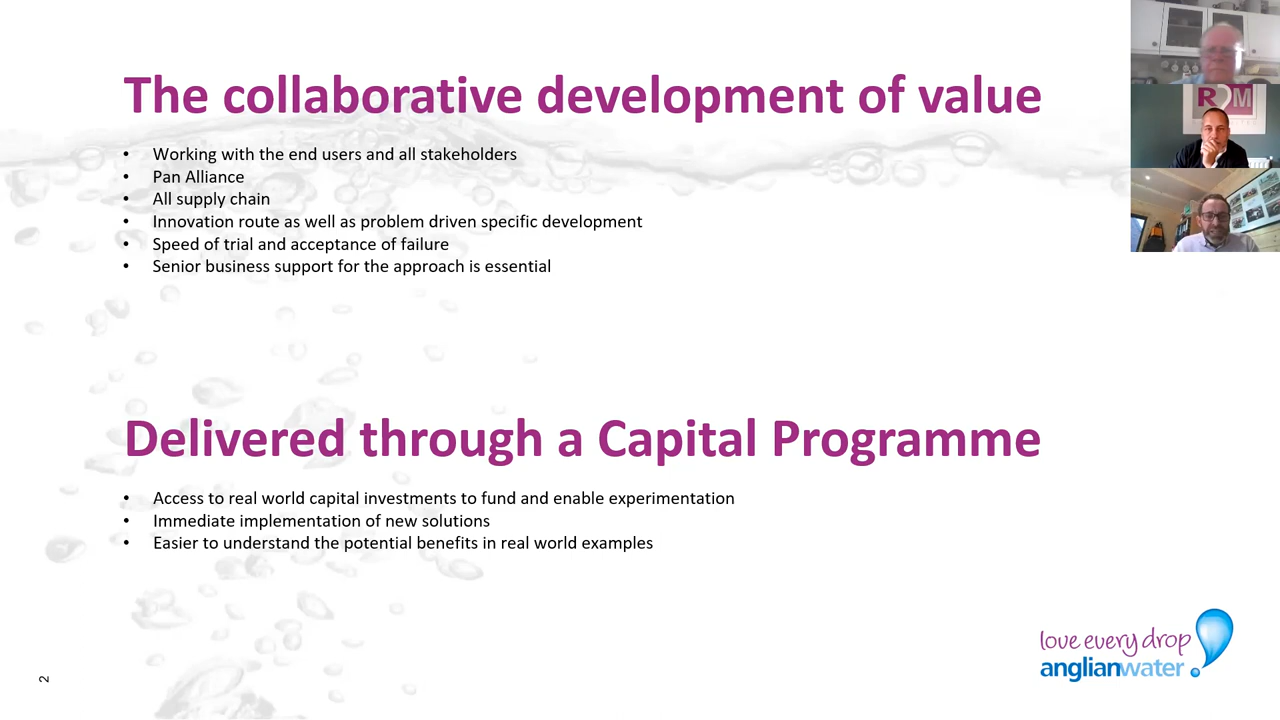 The collaborative development of value
• Working with the end users and all stakeholders
• Pan Alliance
• All supply chain
• Innovation route as well as problem driven specific development
• Speed of trial and acceptance of failure
• Senior business support for the approach is essential
Delivered through a Capital Programme
• Access to real world capital investments to fund and enable experimentation
• Immediate implementation of new solutions
• Easier to understand the potential benefits in real world examples
love every drop
anglianwater
2